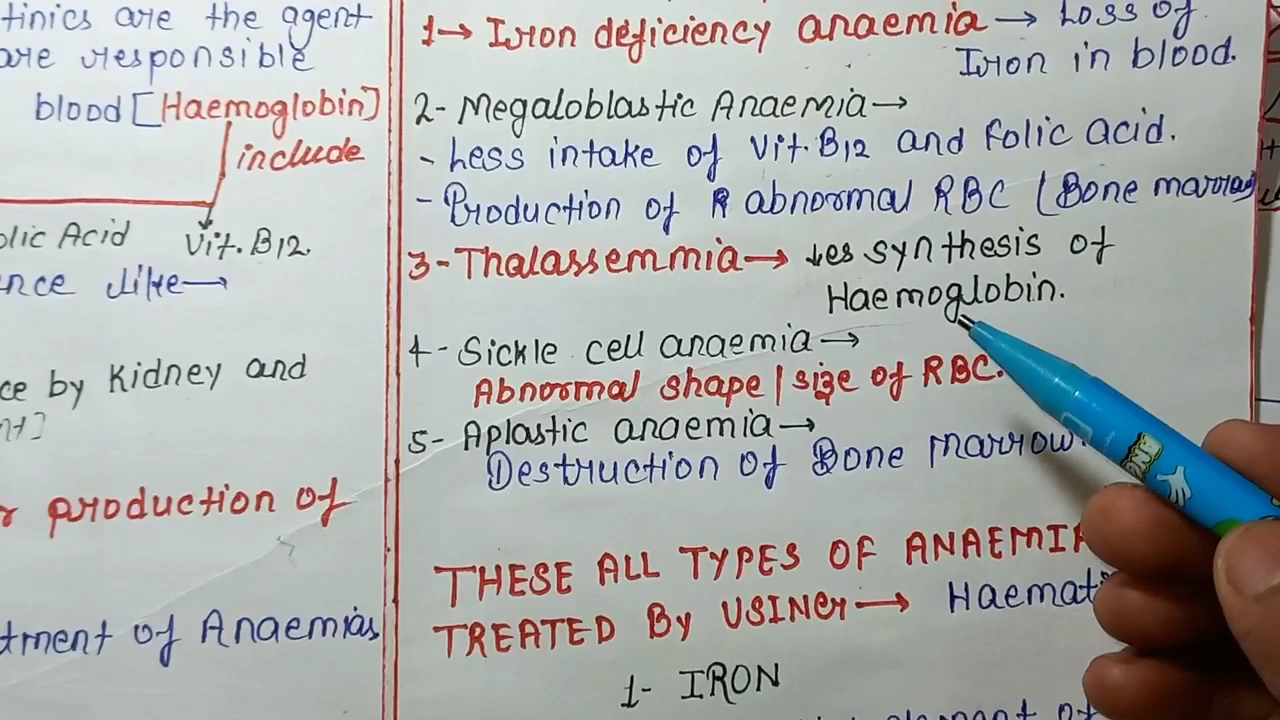 tinics are the agent
are responsible
blood [Haemoglobin]
include
olic Acid Vit. B12.
nce like→
ce by Kidney and
nt]
r production of
tment of Anaemias
1→ Iron deficiency anaemia → Loss of
Iron in blood.
2- Megaloblastic Anaemia→
- Less intake of Vit. B12 and Folic acid.
- Production of abnormal RBC (Bone marrow
3- Thalassemmia → ↓es synthesis of
Haemoglobin.
4- Sickle cell anaemia →
Abnormal shape / size of RBC.
5- Aplastic anaemia→
Destruction of Bone marrow.
THESE ALL TYPES OF ANAEMIA
TREATED By USINGr → Haemat
1- IRON